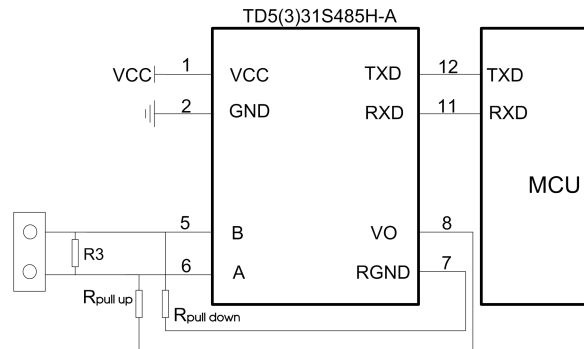 TD5(3)31S485H-A
VCC 1 VCC TXD 12 TXD
2 GND RXD 11 RXD
MCU
5 B VO 8
R3
6 A RGND 7
Rpull up
Rpull down